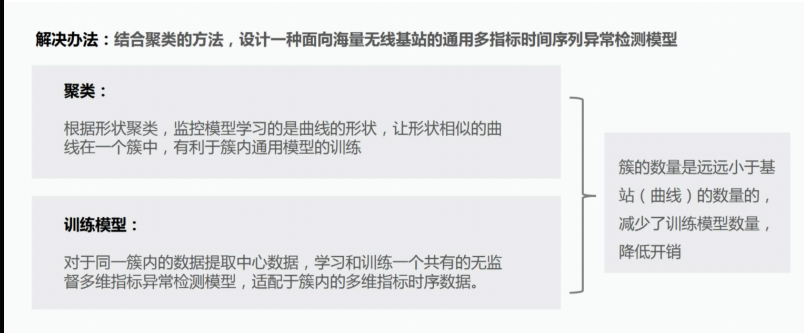 解决办法：结合聚类的方法，设计一种面向海量无线基站的通用多指标时间序列异常检测模型
聚类：
根据形状聚类，监控模型学习的是曲线的形状，让形状相似的曲
线在一个簇中，有利于簇内通用模型的训练
训练模型：
对于同一簇内的数据提取中心数据，学习和训练一个共有的无监
督多维指标异常检测模型，适配于簇内的多维指标时序数据。
簇的数量是远远小于基
站（曲线）的数量的，
减少了训练模型数量，
降低开销